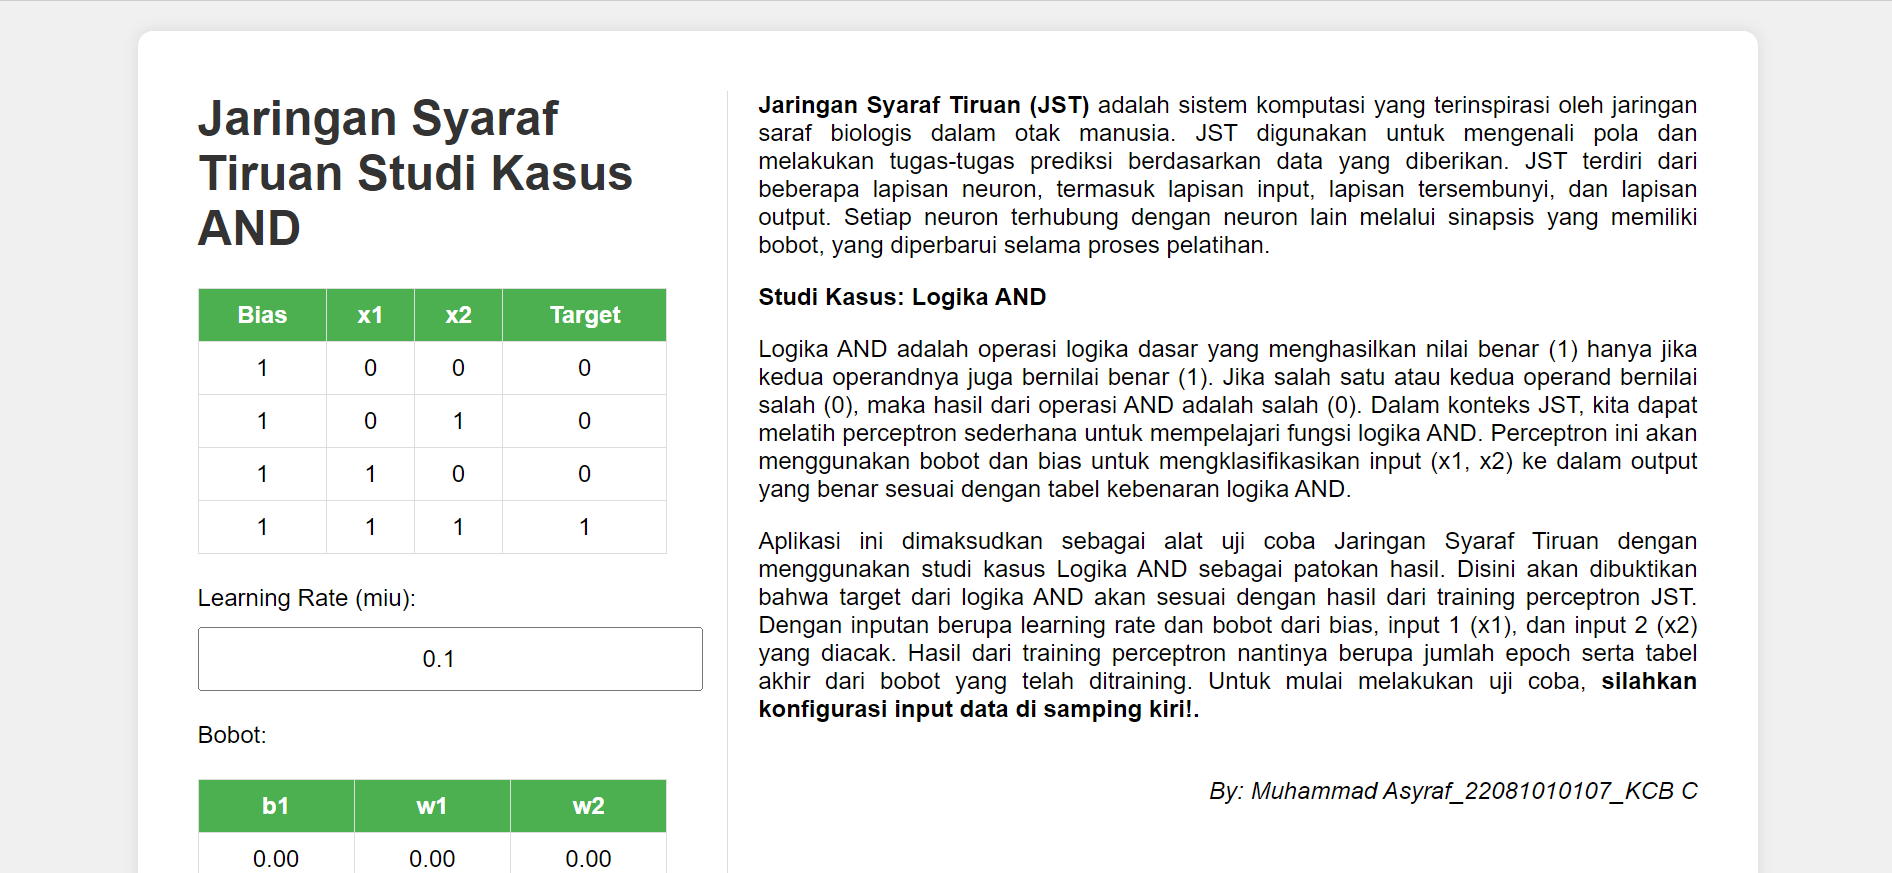 Jaringan Syaraf
Tiruan Studi Kasus
AND
Bias x1 x2 Target
1 0 0 0
1 0 1 0
1 1 0 0
1 1 1 1
Learning Rate (miu):
0.1
Bobot:
b1 w1 w2
0.00 0.00 0.00
Jaringan Syaraf Tiruan (JST) adalah sistem komputasi yang terinspirasi oleh jaringan
saraf biologis dalam otak manusia. JST digunakan untuk mengenali pola dan
melakukan tugas-tugas prediksi berdasarkan data yang diberikan. JST terdiri dari
beberapa lapisan neuron, termasuk lapisan input, lapisan tersembunyi, dan lapisan
output. Setiap neuron terhubung dengan neuron lain melalui sinapsis yang memiliki
bobot, yang diperbarui selama proses pelatihan.
Studi Kasus: Logika AND
Logika AND adalah operasi logika dasar yang menghasilkan nilai benar (1) hanya jika
kedua operandnya juga bernilai benar (1). Jika salah satu atau kedua operand bernilai
salah (0), maka hasil dari operasi AND adalah salah (0). Dalam konteks JST, kita dapat
melatih perceptron sederhana untuk mempelajari fungsi logika AND. Perceptron ini akan
menggunakan bobot dan bias untuk mengklasifikasikan input (x1, x2) ke dalam output
yang benar sesuai dengan tabel kebenaran logika AND.
Aplikasi ini dimaksudkan sebagai alat uji coba Jaringan Syaraf Tiruan dengan
menggunakan studi kasus Logika AND sebagai patokan hasil. Disini akan dibuktikan
bahwa target dari logika AND akan sesuai dengan hasil dari training perceptron JST.
Dengan inputan berupa learning rate dan bobot dari bias, input 1 (x1), dan input 2 (x2)
yang diacak. Hasil dari training perceptron nantinya berupa jumlah epoch serta tabel
akhir dari bobot yang telah ditraining. Untuk mulai melakukan uji coba, silahkan
konfigurasi input data di samping kiri!.
By: Muhammad Asyraf_22081010107_KCB C